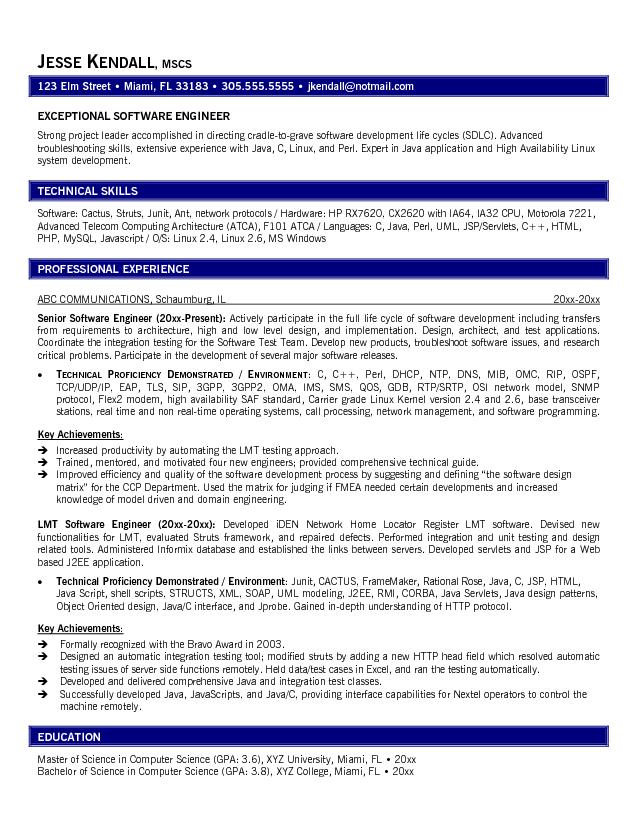 JESSE KENDALL, MSCS
123 Elm Street • Miami, FL 33183 • 305.555.5555 • jkendall@notmail.com
EXCEPTIONAL SOFTWARE ENGINEER
Strong project leader accomplished in directing cradle-to-grave software development life cycles (SDLC). Advanced
troubleshooting skills, extensive experience with Java, C, Linux, and Perl. Expert in Java application and High Availability Linux
system development.
TECHNICAL SKILLS
Software: Cactus, Struts, Junit, Ant, network protocols / Hardware: HP RX7620, CX2620 with IA64, IA32 CPU, Motorola 7221,
Advanced Telecom Computing Architecture (ATCA), F101 ATCA / Languages: C, Java, Perl, UML, JSP/Servlets, C++, HTML,
PHP, MySQL, Javascript / O/S: Linux 2.4, Linux 2.6, MS Windows
PROFESSIONAL EXPERIENCE
ABC COMMUNICATIONS, Schaumburg, IL 20xx-20xx
Senior Software Engineer (20xx-Present): Actively participate in the full life cycle of software development including transfers
from requirements to architecture, high and low level design, and implementation. Design, architect, and test applications.
Coordinate the integration testing for the Software Test Team. Develop new products, troubleshoot software issues, and research
critical problems. Participate in the development of several major software releases.
• TECHNICAL PROFICIENCY DEMONSTRATED / ENVIRONMENT: C, C++, Perl, DHCP, NTP, DNS, MIB, OMC, RIP, OSPF,
TCP/UDP/IP, EAP, TLS, SIP, 3GPP, 3GPP2, OMA, IMS, SMS, QOS, GDB, RTP/SRTP, OSI network model, SNMP
protocol, Flex2 modem, high availability SAF standard, Carrier grade Linux Kernel version 2.4 and 2.6, base transceiver
stations, real time and non real-time operating systems, call processing, network management, and software programming.
Key Achievements:
➔ Increased productivity by automating the LMT testing approach.
➔ Trained, mentored, and motivated four new engineers; provided comprehensive technical guide.
➔ Improved efficiency and quality of the software development process by suggesting and defining “the software design
matrix” for the CCP Department. Used the matrix for judging if FMEA needed certain developments and increased
knowledge of model driven and domain engineering.
LMT Software Engineer (20xx-20xx): Developed iDEN Network Home Locator Register LMT software. Devised new
functionalities for LMT, evaluated Struts framework, and repaired defects. Performed integration and unit testing and design
related tools. Administered Informix database and established the links between servers. Developed servlets and JSP for a Web
based J2EE application.
• Technical Proficiency Demonstrated / Environment: Junit, CACTUS, FrameMaker, Rational Rose, Java, C, JSP, HTML,
Java Script, shell scripts, STRUCTS, XML, SOAP, UML modeling, J2EE, RMI, CORBA, Java Servlets, Java design patterns,
Object Oriented design, Java/C interface, and Jprobe. Gained in-depth understanding of HTTP protocol.
Key Achievements:
➔ Formally recognized with the Bravo Award in 2003.
➔ Designed an automatic integration testing tool; modified struts by adding a new HTTP head field which resolved automatic
testing issues of server side functions remotely. Held data/test cases in Excel, and ran the testing automatically.
➔ Developed and delivered comprehensive Java and integration test classes.
➔ Successfully developed Java, JavaScripts, and Java/C, providing interface capabilities for Nextel operators to control the
machine remotely.
EDUCATION
Master of Science in Computer Science (GPA: 3.6), XYZ University, Miami, FL • 20xx
Bachelor of Science in Computer Science (GPA: 3.8), XYZ College, Miami, FL • 20xx